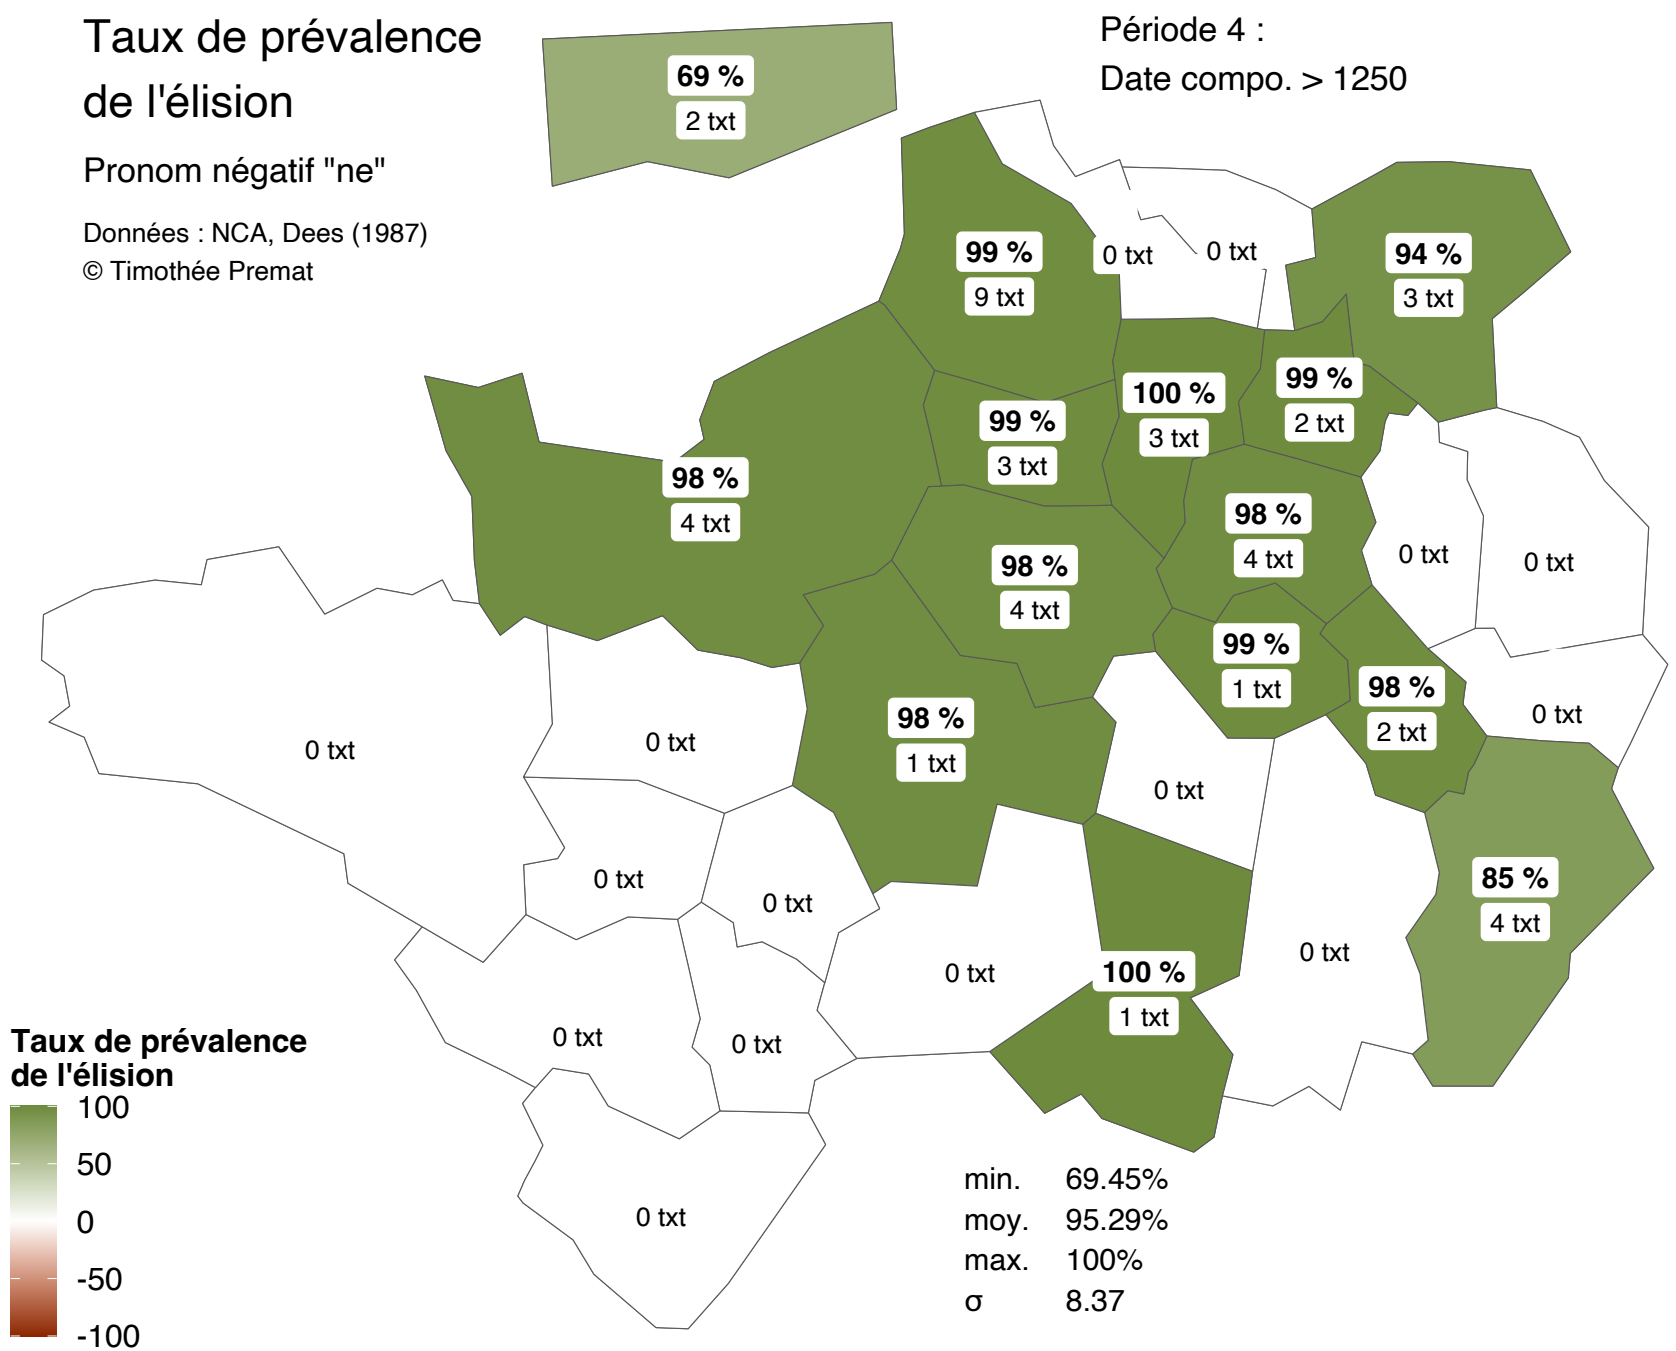 Taux de prévalence
de l'élision
Pronom négatif "ne"
Données : NCA, Dees (1987)
© Timothée Premat
Période 4 :
Date compo. > 1250
69 %
2 txt
99 %
9 txt
0 txt
0 txt
94 %
3 txt
99 %
3 txt
100 %
3 txt
99 %
2 txt
98 %
4 txt
98 %
4 txt
98 %
4 txt
0 txt
0 txt
99 %
1 txt
98 %
2 txt
0 txt
0 txt
0 txt
98 %
1 txt
0 txt
0 txt
0 txt
85 %
4 txt
0 txt
100 %
1 txt
0 txt
0 txt
0 txt
0 txt
Taux de prévalence
de l'élision
100
50
0
-50
-100
min. 69.45%
moy. 95.29%
max. 100%
σ 8.37